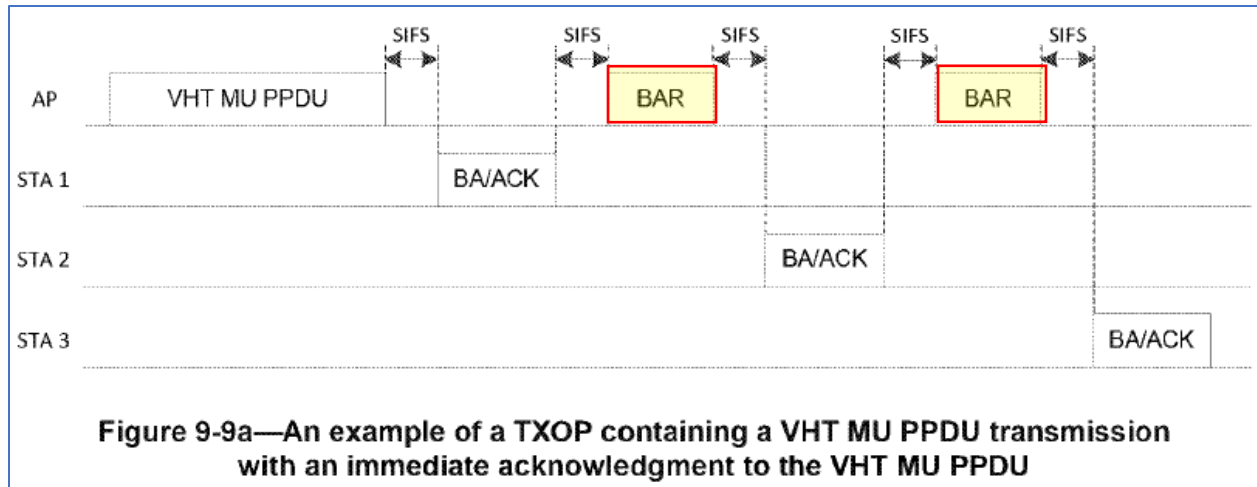 SIFS SIFS SIFS SIFS SIFS
AP VHT MU PPDU BAR BAR
STA 1 BA/ACK
STA 2 BA/ACK
STA 3 BA/ACK
Figure 9-9a—An example of a TXOP containing a VHT MU PPDU transmission
with an immediate acknowledgment to the VHT MU PPDU